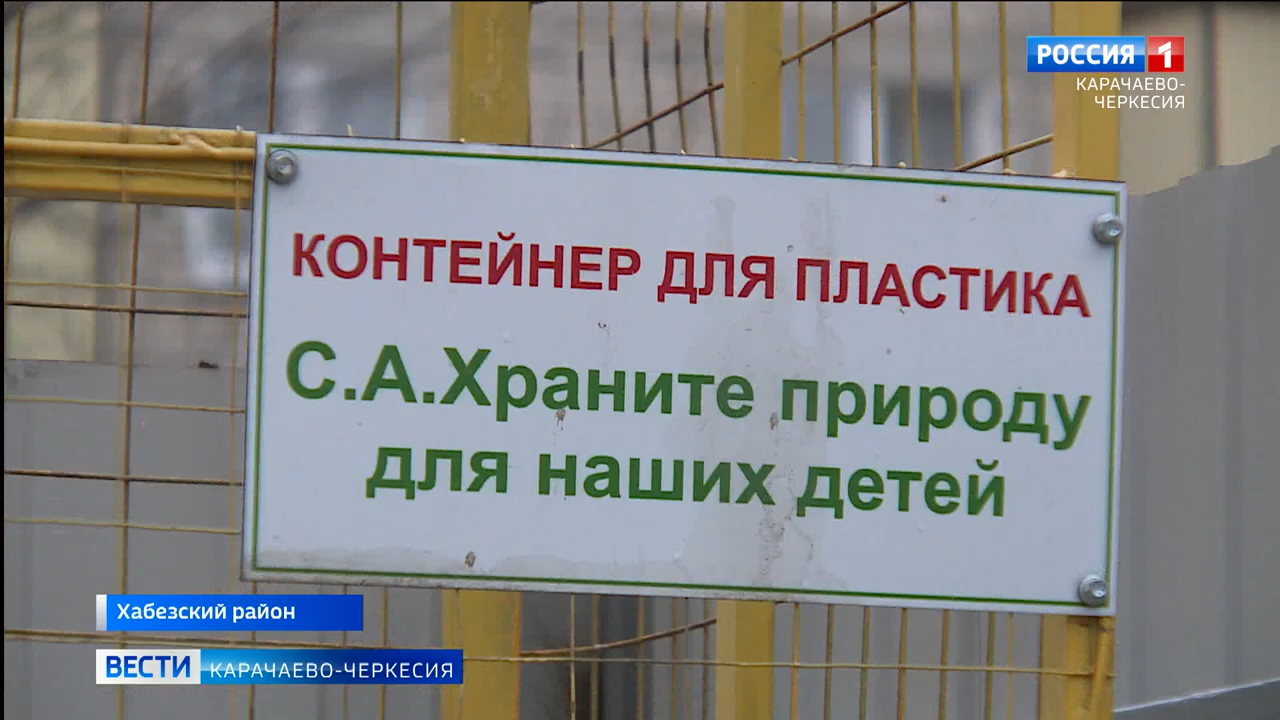 РОССИЯ 1
КАРАЧАЕВО-
ЧЕРКЕСИЯ
КОНТЕЙНЕР ДЛЯ ПЛАСТИКА
С.А.Храните природу
для наших детей
Хабезский район
ВЕСТИ КАРАЧАЕВО-ЧЕРКЕСИЯ